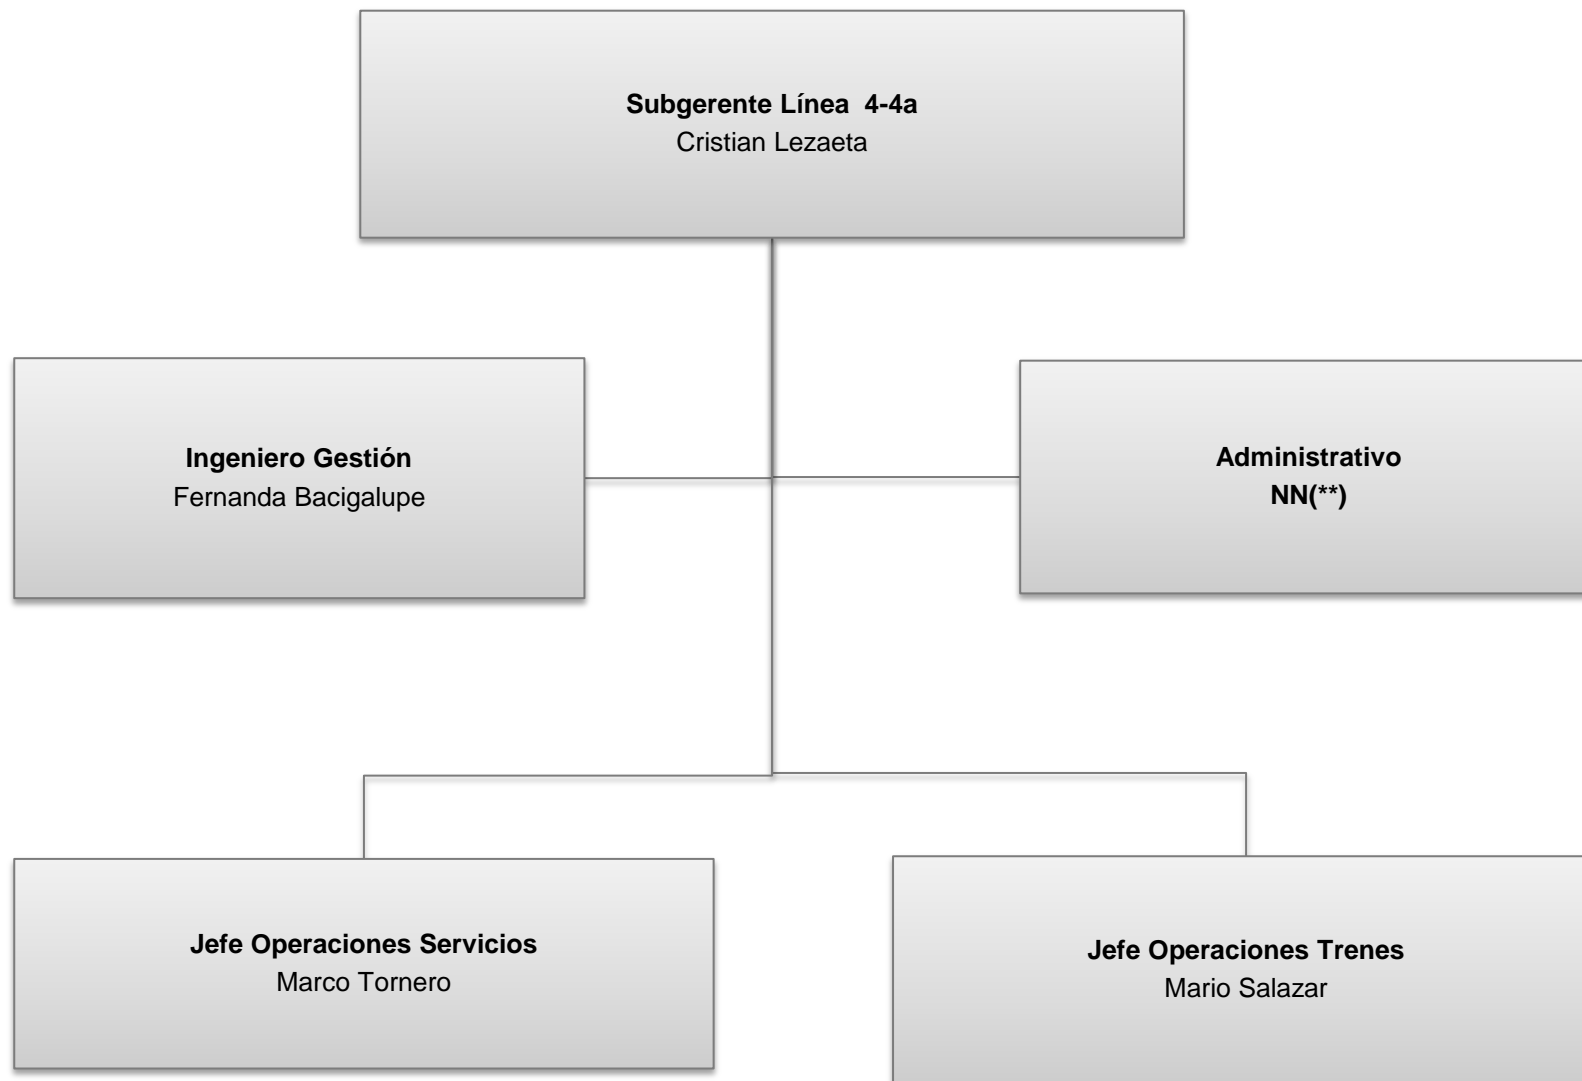 Subgerente Línea  4-4a
Cristian Lezaeta
Ingeniero Gestión
Fernanda Bacigalupe
Administrativo
NN(**)
Jefe Operaciones Servicios
Marco Tornero
Jefe Operaciones Trenes
Mario Salazar